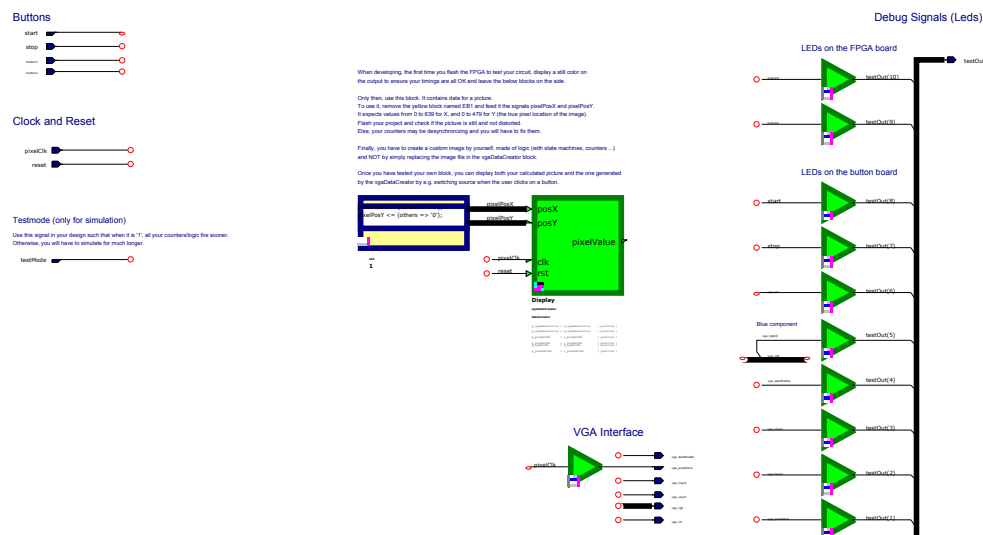 Buttons
start
stop
Clock and Reset
pixelClk
reset
Testmode (only for simulation)
Use this signal in your design such that when it is '1', all your counters/logic fire sooner.
Otherwise, you will have to simulate for much longer.
testMode
When developing, the first time you flash the FPGA to test your circuit, display a still color on
the output to ensure your timings are all OK and leave the below blocks on the side.
Only then, use this block. It contains data for a picture.
To use it, remove the yellow block named EB1 and feed it the signals pixelPosX and pixelPosY.
It expects values from 0 to 639 for X, and 0 to 479 for Y (the true pixel location of the image).
Flash your project and check if the picture is still and not distorted.
Else, your counters may be desynchronizing and you will have to fix them.
Finally, you have to create a custom image by yourself, made of logic (with state machines, counters ...)
and NOT by simply replacing the image file in the vgaDataCreator block.
Once you have tested your own block, you can display both your calculated picture and the one generated
by the vgaDataCreator by e.g. switching source when the user clicks on a button.
pixelPosY <= (others => '0');
1
pixelPosX
pixelPosY
posX
posY
pixelValue
pixelClk
clk
reset
rst
Display
vgaDataCreator
VGA Interface
pixelClk
Debug Signals (Leds)
LEDs on the FPGA board
testOut(10)
testOut(9)
testOu
LEDs on the button board
start
testOut(8)
stop
testOut(7)
testOut(6)
Blue component
testOut(5)
testOut(4)
testOut(3)
testOut(2)
testOut(1)